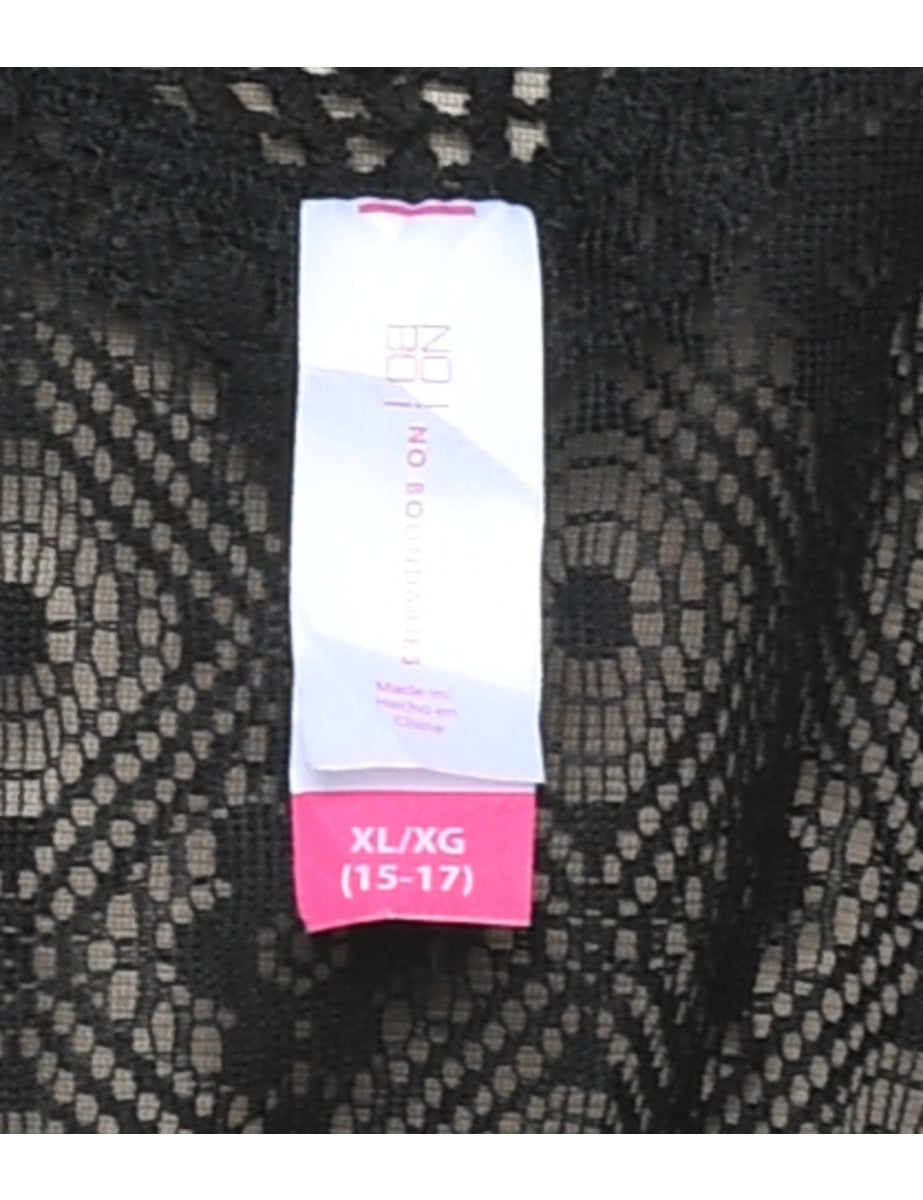 NO
BO
NO BOUNDARIES
Made in/
Hecho en
China
XL/XG
(15-17)